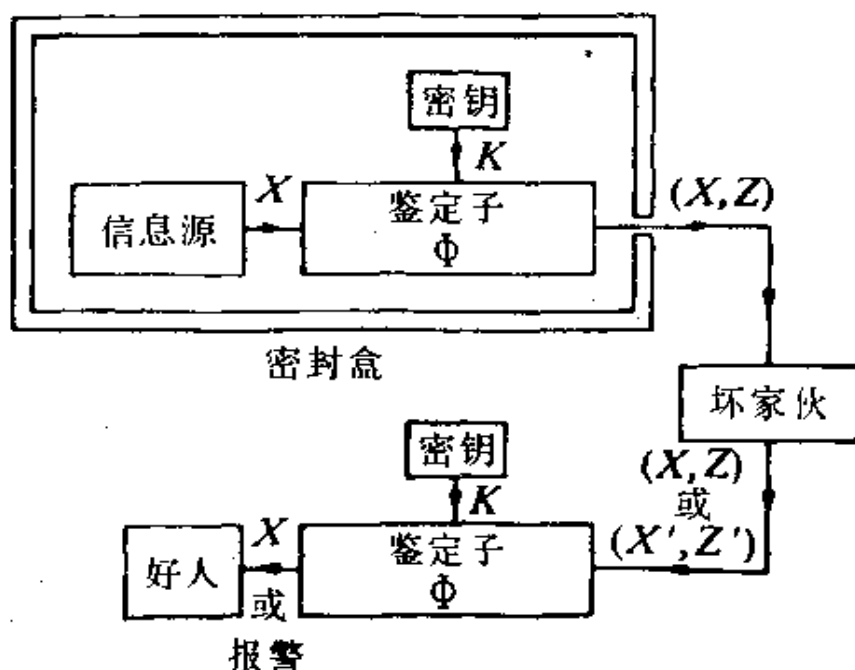 密钥
K
X
(X,Z)
信息源
鉴定子
Φ
密封盒
坏家伙
密钥
(X,Z)
K
或
X
鉴定子
(X′,Z′)
好人
Φ
或
报警